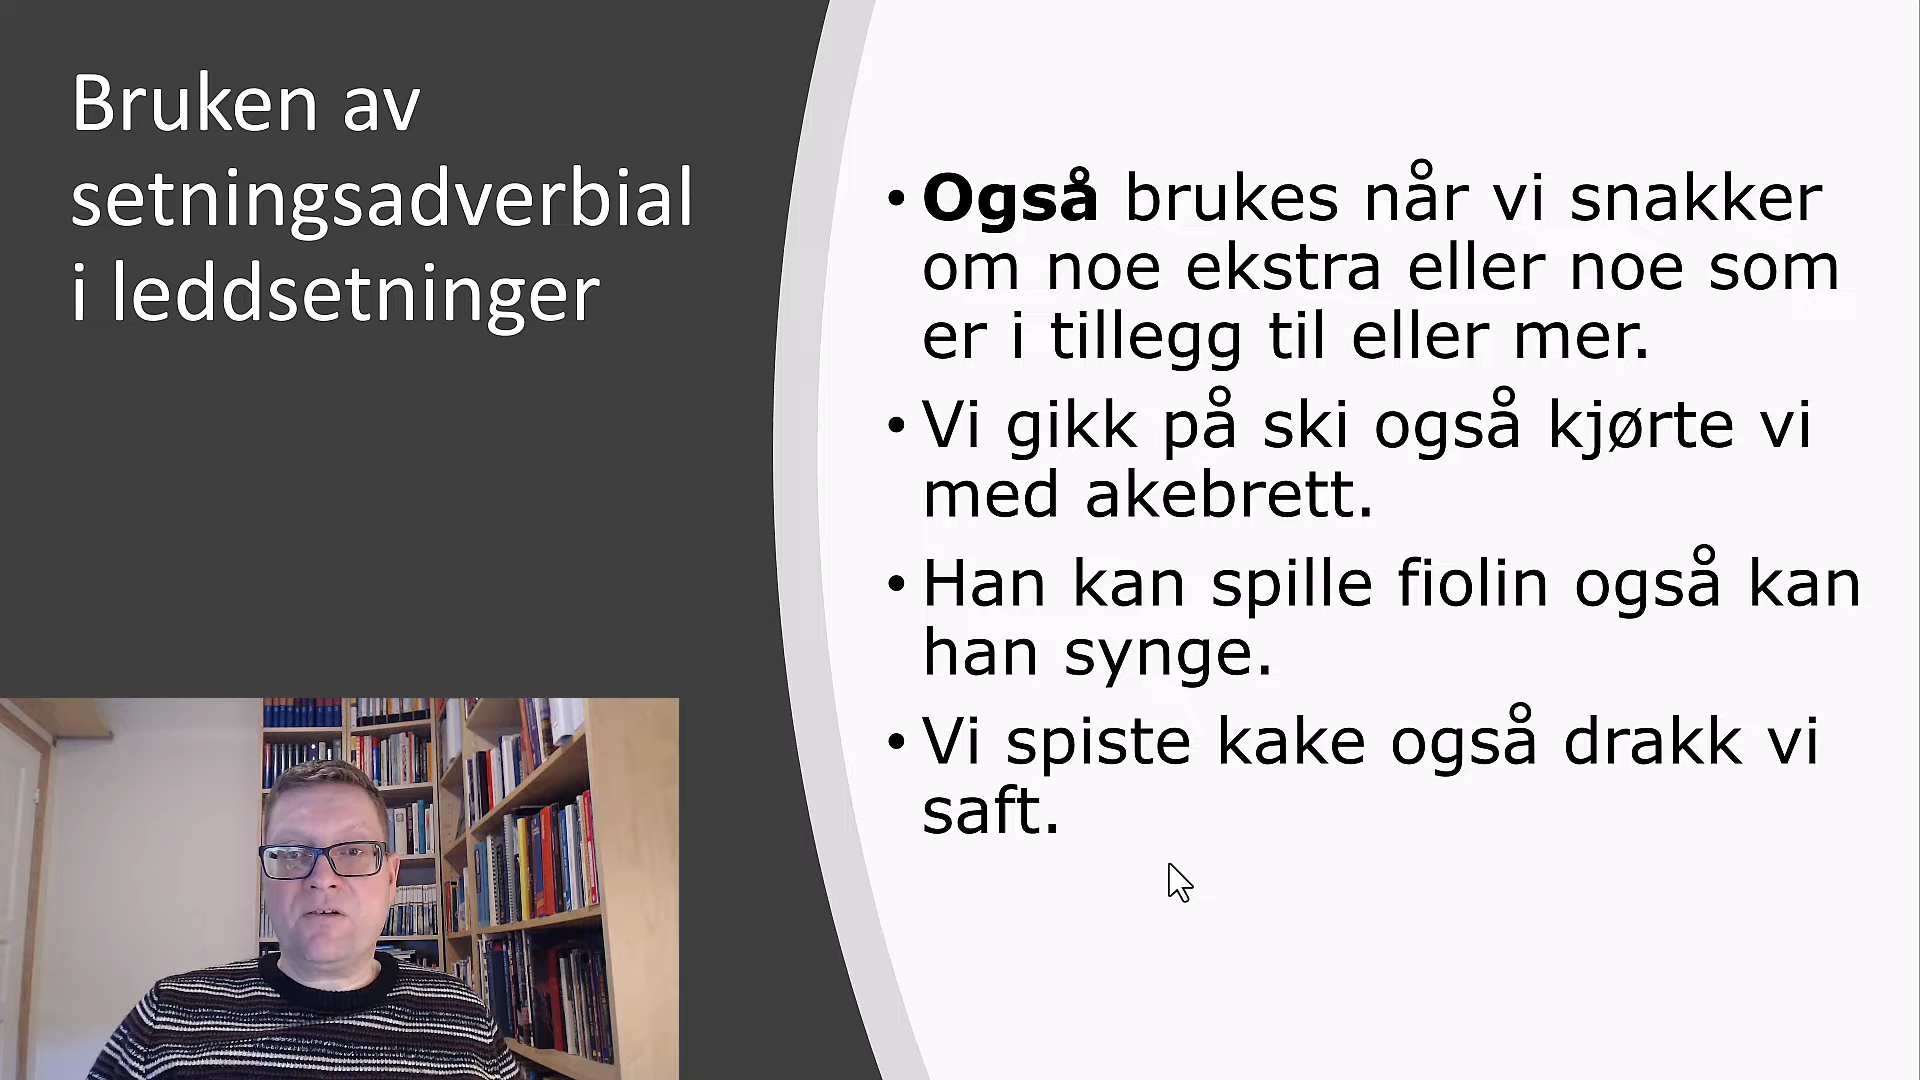 Bruken av
setningsadverbial
i leddsetninger
• Også brukes når vi snakker
om noe ekstra eller noe som
er i tillegg til eller mer.
• Vi gikk på ski også kjørte vi
med akebrett.
• Han kan spille fiolin også kan
han synge.
• Vi spiste kake også drakk vi
saft.